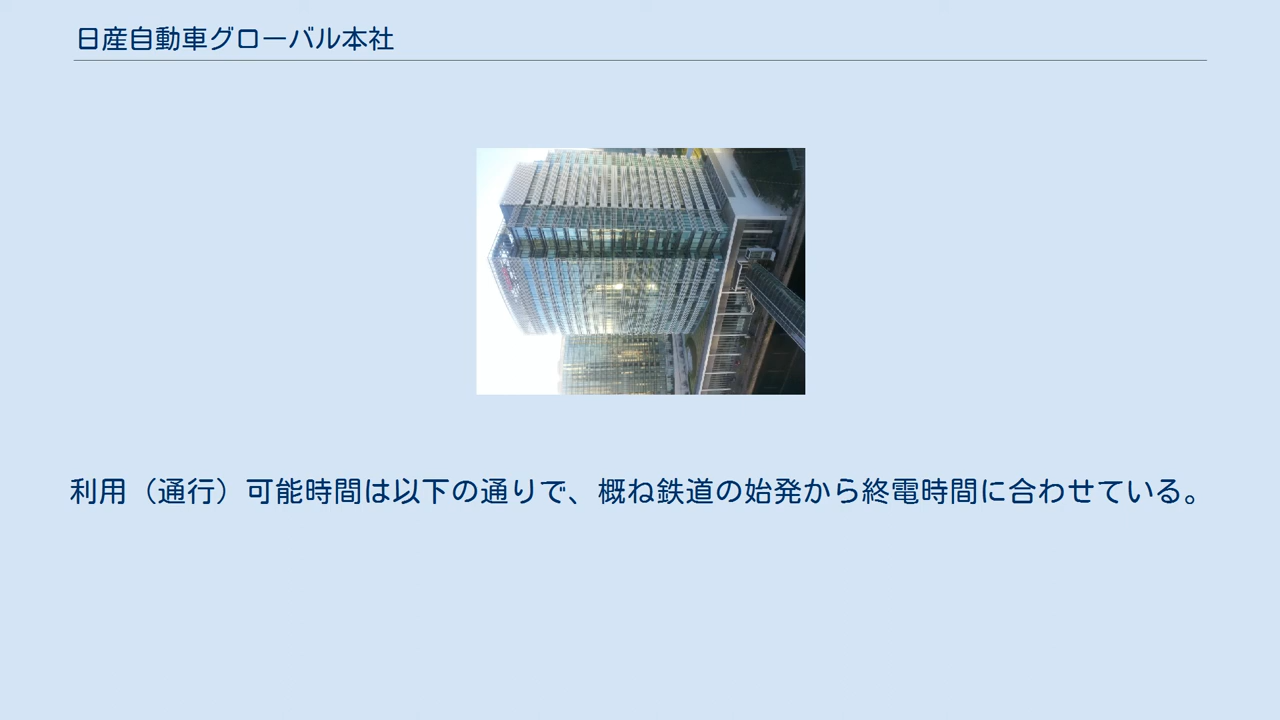 日産自動車グローバル本社
利用（通行）可能時間は以下の通りで、概ね鉄道の始発から終電時間に合わせている。